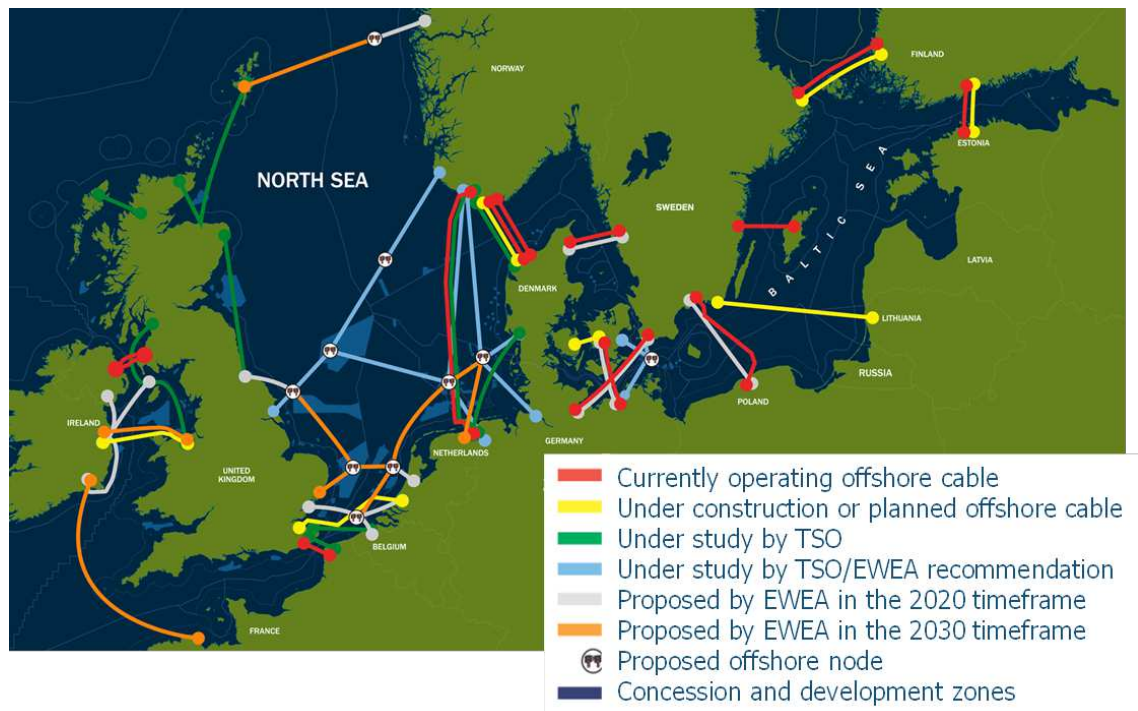 NORWAY
FINLAND
ESTONIA
NORTH SEA
SWEDEN
BALTIC SEA
LATVIA
DENMARK
LITHUANIA
RUSSIA
POLAND
IRELAND
GERMANY
NETHERLANDS
UNITED
KINGDOM
BELGIUM
FRANCE
Currently operating offshore cable
Under construction or planned offshore cable
Under study by TSO
Under study by TSO/EWEA recommendation
Proposed by EWEA in the 2020 timeframe
Proposed by EWEA in the 2030 timeframe
Proposed offshore node
Concession and development zones